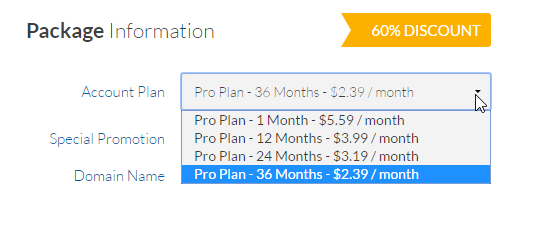 Package Information
60% DISCOUNT
Account Plan
Pro Plan - 36 Months - $2.39 / month
Pro Plan - 1 Month - $5.59 / month
Special Promotion
Pro Plan - 12 Months - $3.99 / month
Pro Plan - 24 Months - $3.19 / month
Domain Name
Pro Plan - 36 Months - $2.39 / month